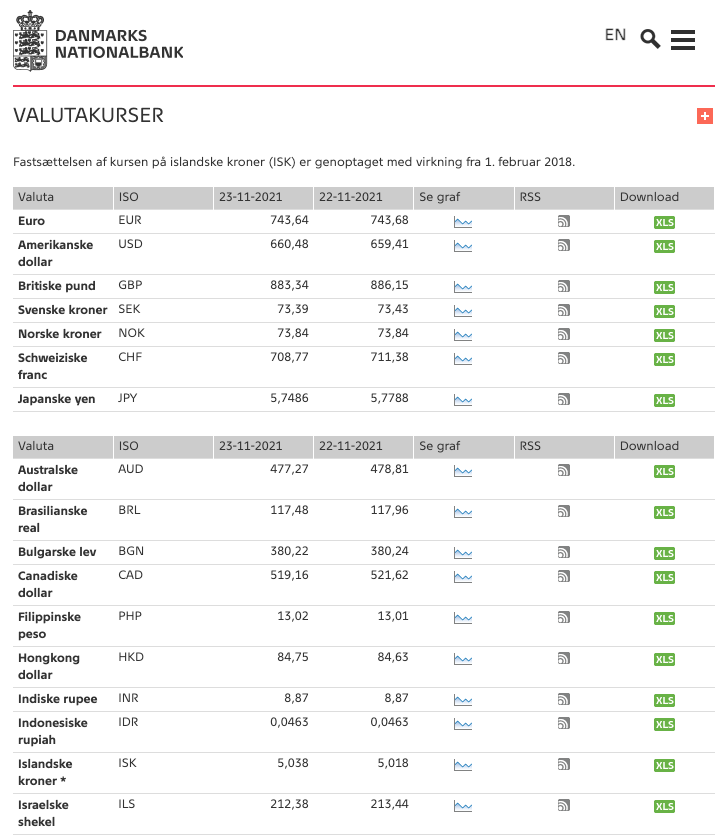 DANMARKS
NATIONALBANK
EN
VALUTAKURSER
Fastsættelsen af kursen på islandske kroner (ISK) er genoptaget med virkning fra 1. februar 2018.
Valuta ISO 23-11-2021 22-11-2021 Se graf RSS Download
Euro EUR 743,64 743,68 XLS
Amerikanske USD 660,48 659,41 XLS
dollar
Britiske pund GBP 883,34 886,15 XLS
Svenske kroner SEK 73,39 73,43 XLS
Norske kroner NOK 73,84 73,84 XLS
Schweiziske CHF 708,77 711,38 XLS
franc
Japanske yen JPY 5,7486 5,7788 XLS
Valuta ISO 23-11-2021 22-11-2021 Se graf RSS Download
Australske AUD 477,27 478,81 XLS
dollar
Brasilianske BRL 117,48 117,96 XLS
real
Bulgarske lev BGN 380,22 380,24 XLS
Canadiske CAD 519,16 521,62 XLS
dollar
Filippinske PHP 13,02 13,01 XLS
peso
Hongkong HKD 84,75 84,63 XLS
dollar
Indiske rupee INR 8,87 8,87 XLS
Indonesiske IDR 0,0463 0,0463 XLS
rupiah
Islandske ISK 5,038 5,018 XLS
kroner *
Israelske ILS 212,38 213,44 XLS
shekel